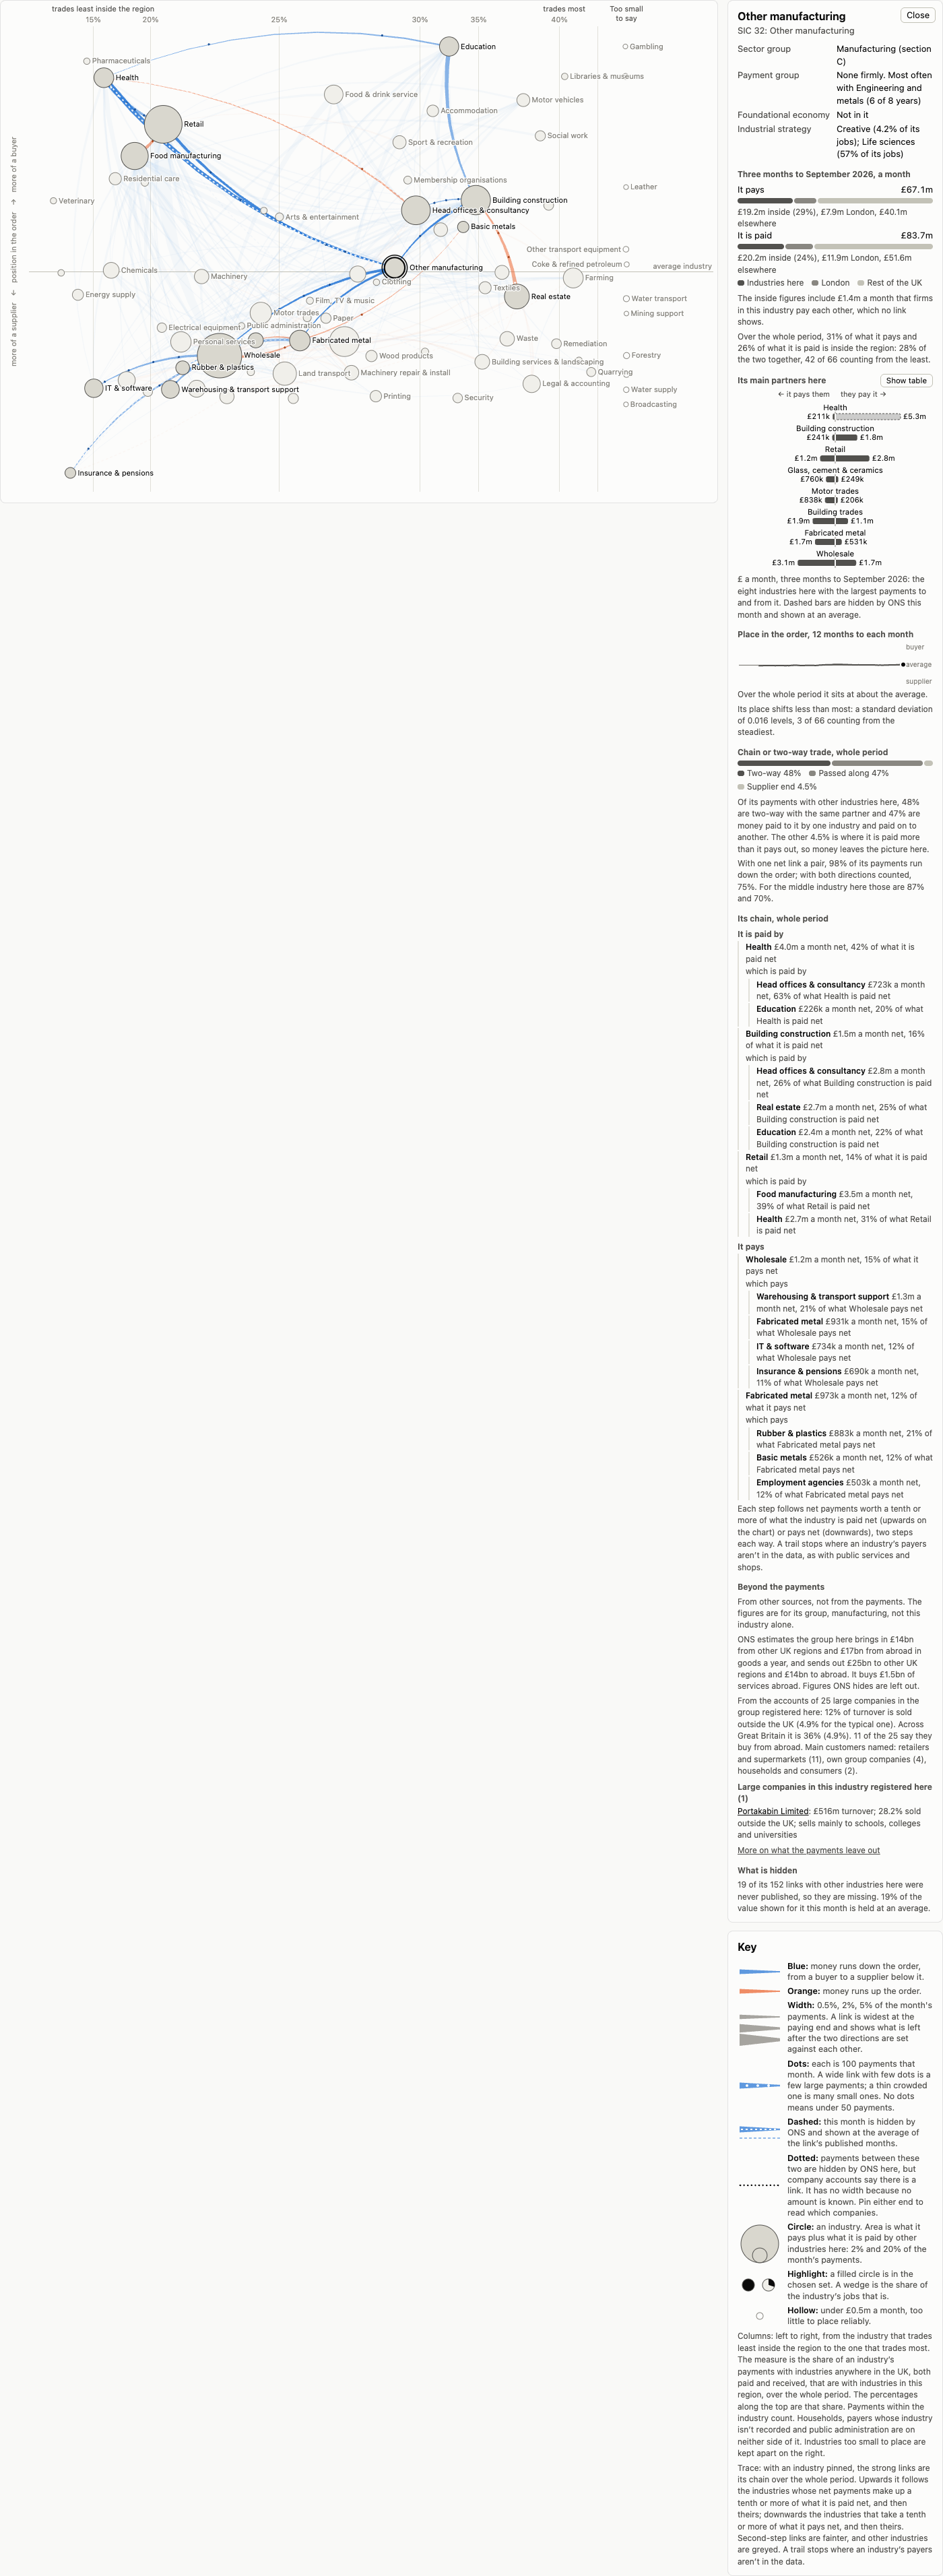 trades least inside the region
trades most
Too small
to say
15%
20%
25%
30%
35%
40%
more of a supplier ← position in the order → more of a buyer
Education
Gambling
Pharmaceuticals
Health
Libraries & museums
Food & drink service
Motor vehicles
Accommodation
Retail
Social work
Sport & recreation
Food manufacturing
Residential care
Membership organisations
Leather
Veterinary
Building construction
Head offices & consultancy
Arts & entertainment
Basic metals
Other transport equipment
Coke & refined petroleum
average industry
Other manufacturing
Chemicals
Machinery
Farming
Clothing
Textiles
Energy supply
Real estate
Film, TV & music
Water transport
Motor trades
Paper
Mining support
Electrical equipment
Public administration
Personal services
Fabricated metal
Waste
Remediation
Wholesale
Wood products
Forestry
Rubber & plastics
Building services & landscaping
Land transport
Machinery repair & install
Quarrying
IT & software
Warehousing & transport support
Legal & accounting
Water supply
Printing
Security
Broadcasting
Insurance & pensions
Other manufacturing
Close
SIC 32: Other manufacturing
Sector group
Manufacturing (section
C)
Payment group
None firmly. Most often
with Engineering and
metals (6 of 8 years)
Foundational economy
Not in it
Industrial strategy
Creative (4.2% of its
jobs); Life sciences
(57% of its jobs)
Three months to September 2026, a month
It pays £67.1m
£19.2m inside (29%), £7.9m London, £40.1m
elsewhere
It is paid £83.7m
£20.2m inside (24%), £11.9m London, £51.6m
elsewhere
Industries here London Rest of the UK
The inside figures include £1.4m a month that firms
in this industry pay each other, which no link
shows.
Over the whole period, 31% of what it pays and
26% of what it is paid is inside the region: 28% of
the two together, 42 of 66 counting from the least.
Its main partners here
Show table
← it pays them they pay it →
Health
£211k £5.3m
Building construction
£241k £1.8m
Retail
£1.2m £2.8m
Glass, cement & ceramics
£760k £249k
Motor trades
£838k £206k
Building trades
£1.9m £1.1m
Fabricated metal
£1.7m £531k
Wholesale
£3.1m £1.7m
£ a month, three months to September 2026: the
eight industries here with the largest payments to
and from it. Dashed bars are hidden by ONS this
month and shown at an average.
Place in the order, 12 months to each month
buyer
average
supplier
Over the whole period it sits at about the average.
Its place shifts less than most: a standard deviation
of 0.016 levels, 3 of 66 counting from the
steadiest.
Chain or two-way trade, whole period
Two-way 48% Passed along 47%
Supplier end 4.5%
Of its payments with other industries here, 48%
are two-way with the same partner and 47% are
money paid to it by one industry and paid on to
another. The other 4.5% is where it is paid more
than it pays out, so money leaves the picture here.
With one net link a pair, 98% of its payments run
down the order; with both directions counted,
75%. For the middle industry here those are 87%
and 70%.
Its chain, whole period
It is paid by
Health £4.0m a month net, 42% of what it is
paid net
which is paid by
Head offices & consultancy £723k a month
net, 63% of what Health is paid net
Education £226k a month net, 20% of what
Health is paid net
Building construction £1.5m a month net, 16%
of what it is paid net
which is paid by
Head offices & consultancy £2.8m a month
net, 26% of what Building construction is paid
net
Real estate £2.7m a month net, 25% of what
Building construction is paid net
Education £2.4m a month net, 22% of what
Building construction is paid net
Retail £1.3m a month net, 14% of what it is paid
net
which is paid by
Food manufacturing £3.5m a month net,
39% of what Retail is paid net
Health £2.7m a month net, 31% of what Retail
is paid net
It pays
Wholesale £1.2m a month net, 15% of what it
pays net
which pays
Warehousing & transport support £1.3m a
month net, 21% of what Wholesale pays net
Fabricated metal £931k a month net, 15% of
what Wholesale pays net
IT & software £734k a month net, 12% of
what Wholesale pays net
Insurance & pensions £690k a month net,
11% of what Wholesale pays net
Fabricated metal £973k a month net, 12% of
what it pays net
which pays
Rubber & plastics £883k a month net, 21% of
what Fabricated metal pays net
Basic metals £526k a month net, 12% of what
Fabricated metal pays net
Employment agencies £503k a month net,
12% of what Fabricated metal pays net
Each step follows net payments worth a tenth or
more of what the industry is paid net (upwards on
the chart) or pays net (downwards), two steps
each way. A trail stops where an industry's payers
aren't in the data, as with public services and
shops.
Beyond the payments
From other sources, not from the payments. The
figures are for its group, manufacturing, not this
industry alone.
ONS estimates the group here brings in £14bn
from other UK regions and £17bn from abroad in
goods a year, and sends out £25bn to other UK
regions and £14bn to abroad. It buys £1.5bn of
services abroad. Figures ONS hides are left out.
From the accounts of 25 large companies in the
group registered here: 12% of turnover is sold
outside the UK (4.9% for the typical one). Across
Great Britain it is 36% (4.9%). 11 of the 25 say they
buy from abroad. Main customers named: retailers
and supermarkets (11), own group companies (4),
households and consumers (2).
Large companies in this industry registered here
(1)
Portakabin Limited: £516m turnover; 28.2% sold
outside the UK; sells mainly to schools, colleges
and universities
More on what the payments leave out
What is hidden
19 of its 152 links with other industries here were
never published, so they are missing. 19% of the
value shown for it this month is held at an average.
Key
Blue: money runs down the order,
from a buyer to a supplier below it.
Orange: money runs up the order.
Width: 0.5%, 2%, 5% of the month's
payments. A link is widest at the
paying end and shows what is left
after the two directions are set
against each other.
Dots: each is 100 payments that
month. A wide link with few dots is a
few large payments; a thin crowded
one is many small ones. No dots
means under 50 payments.
Dashed: this month is hidden by
ONS and shown at the average of
the link's published months.
Dotted: payments between these
two are hidden by ONS here, but
company accounts say there is a
link. It has no width because no
amount is known. Pin either end to
read which companies.
Circle: an industry. Area is what it
pays plus what it is paid by other
industries here: 2% and 20% of the
month's payments.
Highlight: a filled circle is in the
chosen set. A wedge is the share of
the industry's jobs that is.
Hollow: under £0.5m a month, too
little to place reliably.
Columns: left to right, from the industry that trades
least inside the region to the one that trades most.
The measure is the share of an industry's
payments with industries anywhere in the UK, both
paid and received, that are with industries in this
region, over the whole period. The percentages
along the top are that share. Payments within the
industry count. Households, payers whose industry
isn't recorded and public administration are on
neither side of it. Industries too small to place are
kept apart on the right.
Trace: with an industry pinned, the strong links are
its chain over the whole period. Upwards it follows
the industries whose net payments make up a
tenth or more of what it is paid net, and then
theirs; downwards the industries that take a tenth
or more of what it pays net, and then theirs.
Second-step links are fainter, and other industries
are greyed. A trail stops where an industry's payers
aren't in the data.